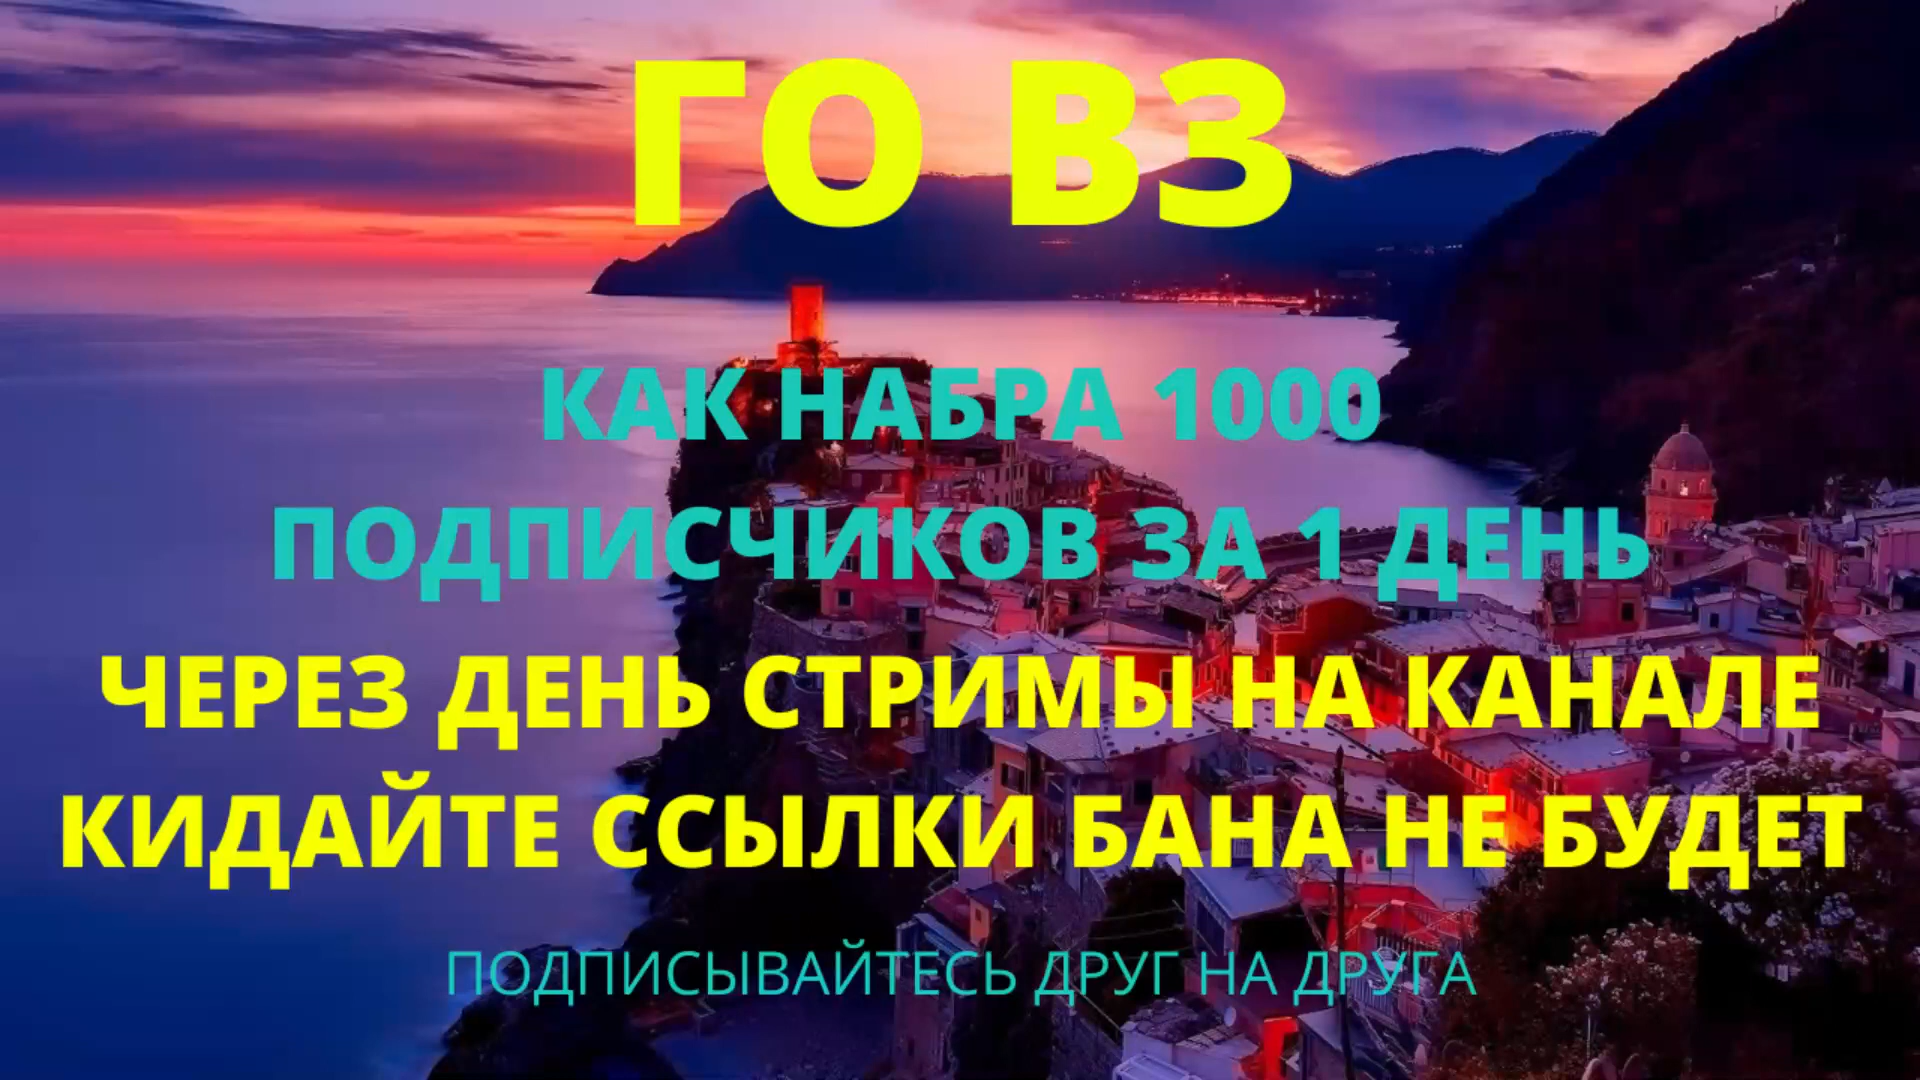 ГО ВЗ
КАК НАБРА 1000
ПОДПИСЧИКОВ ЗА 1 ДЕНЬ
ЧЕРЕЗ ДЕНЬ СТРИМЫ НА КАНАЛЕ
КИДАЙТЕ ССЫЛКИ БАНА НЕ БУДЕТ
ПОДПИСЫВАЙТЕСЬ ДРУГ НА ДРУГА